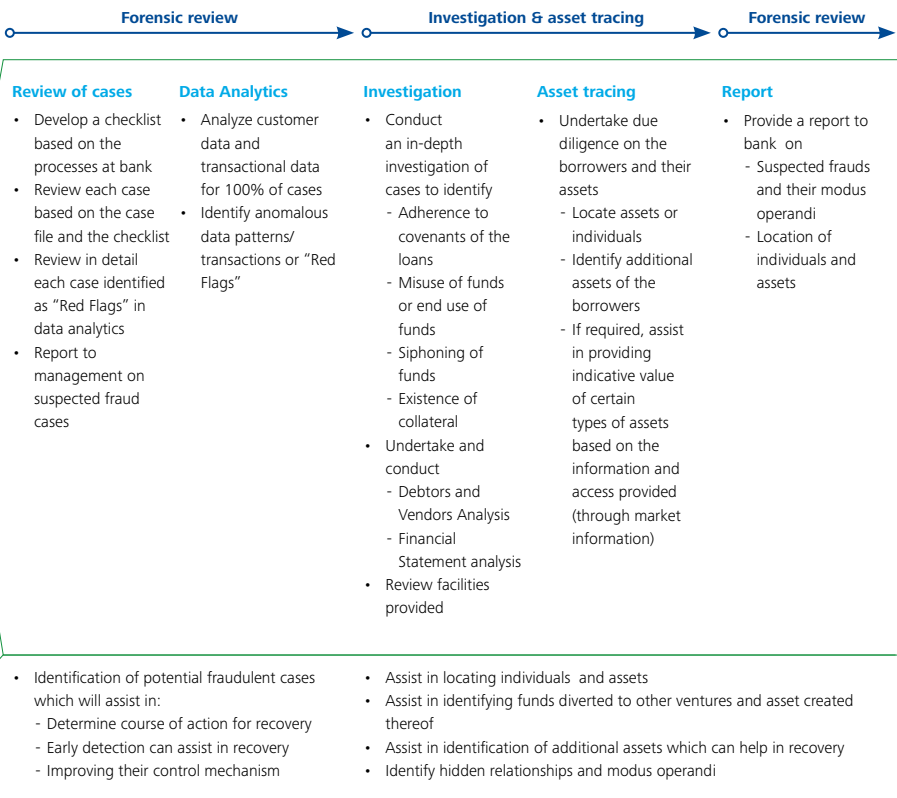 Forensic review
Investigation & asset tracing
Forensic review
Review of cases
• Develop a checklist
based on the
processes at bank
• Review each case
based on the case
file and the checklist
• Review in detail
each case identified
as “Red Flags” in
data analytics
• Report to
management on
suspected fraud
cases
Data Analytics
• Analyze customer
data and
transactional data
for 100% of cases
• Identify anomalous
data patterns/
transactions or “Red
Flags”
Investigation
• Conduct
an in-depth
investigation of
cases to identify
- Adherence to
covenants of the
loans
- Misuse of funds
or end use of
funds
- Siphoning of
funds
- Existence of
collateral
• Undertake and
conduct
- Debtors and
Vendors Analysis
- Financial
Statement analysis
• Review facilities
provided
Asset tracing
• Undertake due
diligence on the
borrowers and their
assets
- Locate assets or
individuals
- Identify additional
assets of the
borrowers
- If required, assist
in providing
indicative value
of certain
types of assets
based on the
information and
access provided
(through market
information)
Report
• Provide a report to
bank on
- Suspected frauds
and their modus
operandi
- Location of
individuals and
assets
• Identification of potential fraudulent cases
which will assist in:
- Determine course of action for recovery
- Early detection can assist in recovery
- Improving their control mechanism
• Assist in locating individuals and assets
• Assist in identifying funds diverted to other ventures and asset created
thereof
• Assist in identification of additional assets which can help in recovery
• Identify hidden relationships and modus operandi